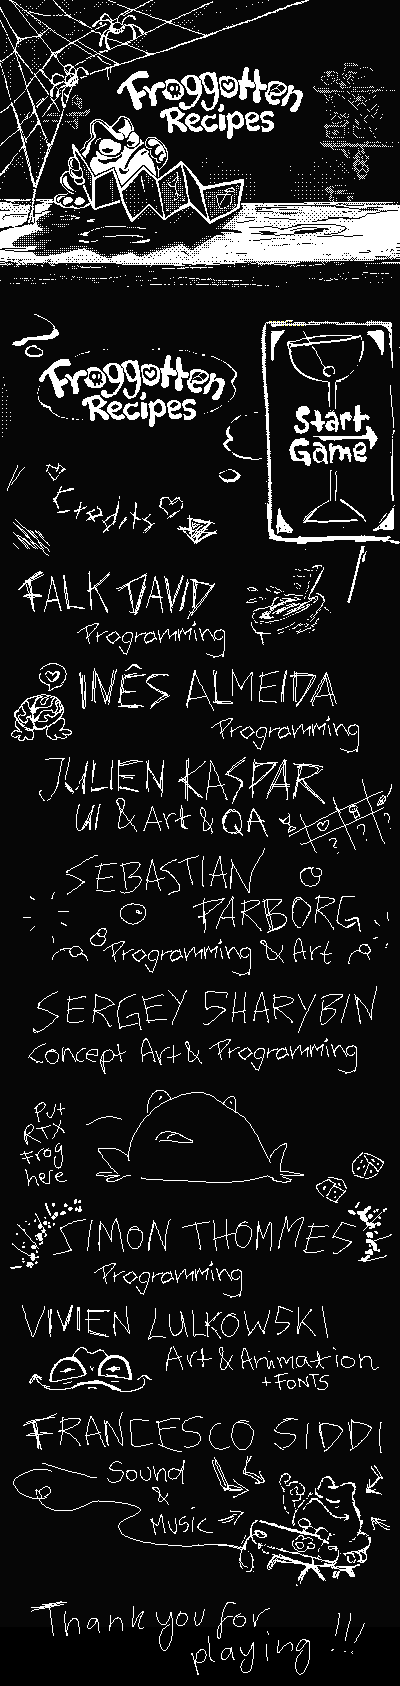 Froggotten
Recipes
Froggotten
Recipes
Start
Game
Credits
FALK DAVID
Programming
INÊS ALMEIDA
Programming
JULIEN KASPAR
UI & Art & QA
? ? ?
SEBASTIAN
PARBORG
Programming & Art
SERGEY SHARYBIN
Concept Art & Programming
Put
RTX
Frog
here
SIMON THOMMES
Programming
VIVIEN LULKOWSKI
Art & Animation
+ FONTS
FRANCESCO SIDDI
Sound
&
Music
Thank you for
playing !!!